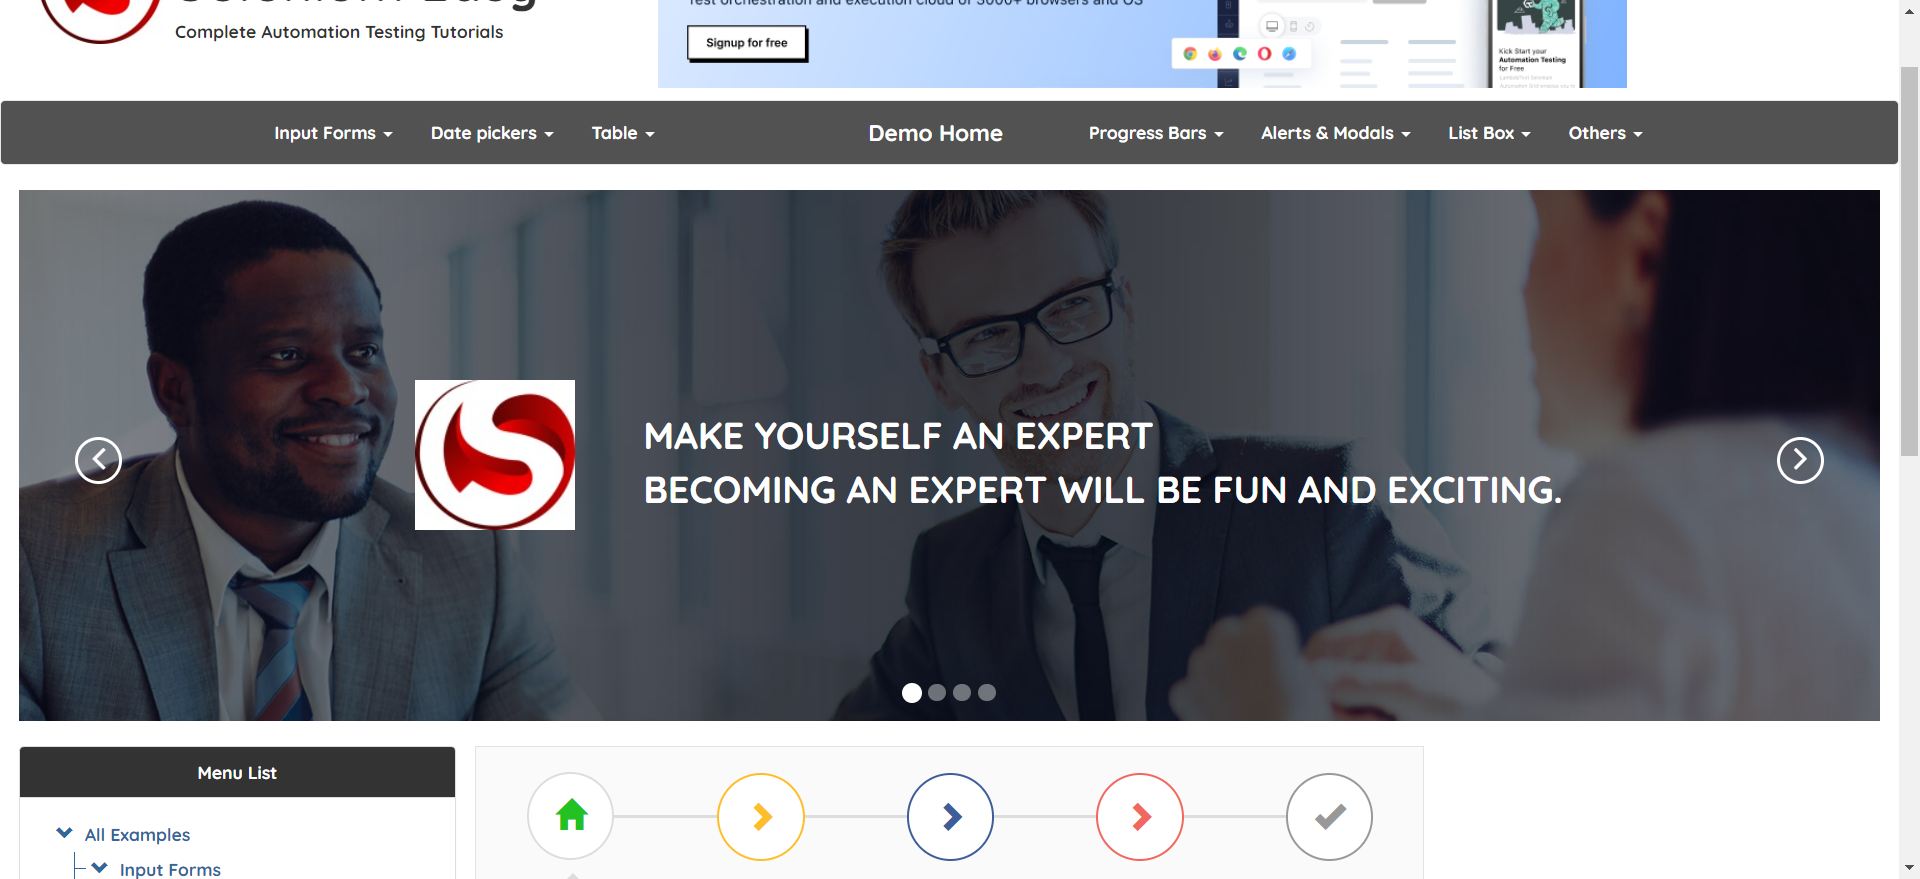 Complete Automation Testing Tutorials
Signup for free
Kick Start your
Automation Testing
for Free
Input Forms
Date pickers
Table
Demo Home
Progress Bars
Alerts & Modals
List Box
Others
MAKE YOURSELF AN EXPERT
BECOMING AN EXPERT WILL BE FUN AND EXCITING.
Menu List
All Examples
Input Forms